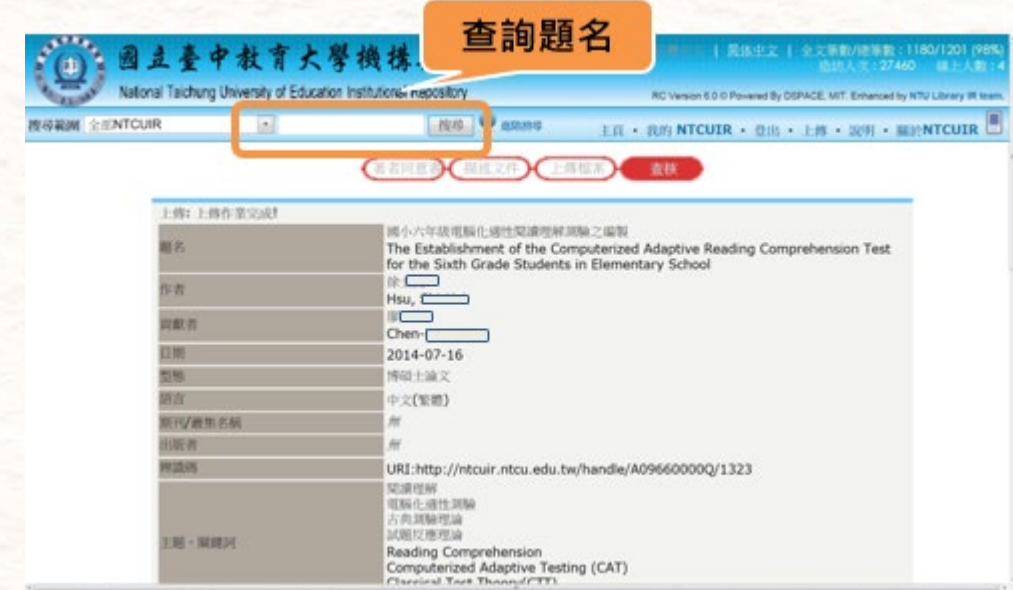 查詢題名
國立臺中教育大學機構
National Taichung University of Education Institutional Repository
简体中文 | 全文筆數/總筆數 : 1180/1201 (98%)
造訪人次 : 27460 線上人數 : 4
RC Version 6.0 © Powered By DSPACE, MIT. Enhanced by NTU Library IR team.
搜尋範圍 全部NTCUIR 搜尋 進階搜尋
主頁 ‧ 我的 NTCUIR ‧ 登出 ‧ 上傳 ‧ 說明 ‧ 關於NTCUIR
著者同意書 描述文件 上傳檔案 查核
上傳: 上傳作業完成!
題名
國小六年級電腦化適性閱讀理解測驗之編製
The Establishment of the Computerized Adaptive Reading Comprehension Test
for the Sixth Grade Students in Elementary School
作者
徐
Hsu,
貢獻者
Chen-
日期 2014-07-16
型態 博碩士論文
語言 中文(繁體)
期刊/叢集名稱 無
出版者 無
辨識碼 URI:http://ntcuir.ntcu.edu.tw/handle/A09660000Q/1323
主題、關鍵詞
閱讀理解
電腦化適性測驗
古典測驗理論
試題反應理論
Reading Comprehension
Computerized Adaptive Testing (CAT)
Classical Test Theory(CTT)